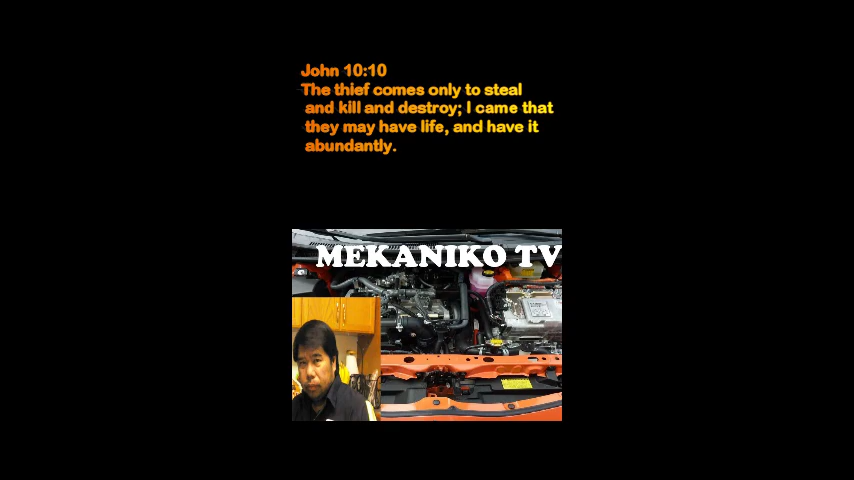 John 10:10
The thief comes only to steal
and kill and destroy; I came that
they may have life, and have it
abundantly.
MEKANIKO TV